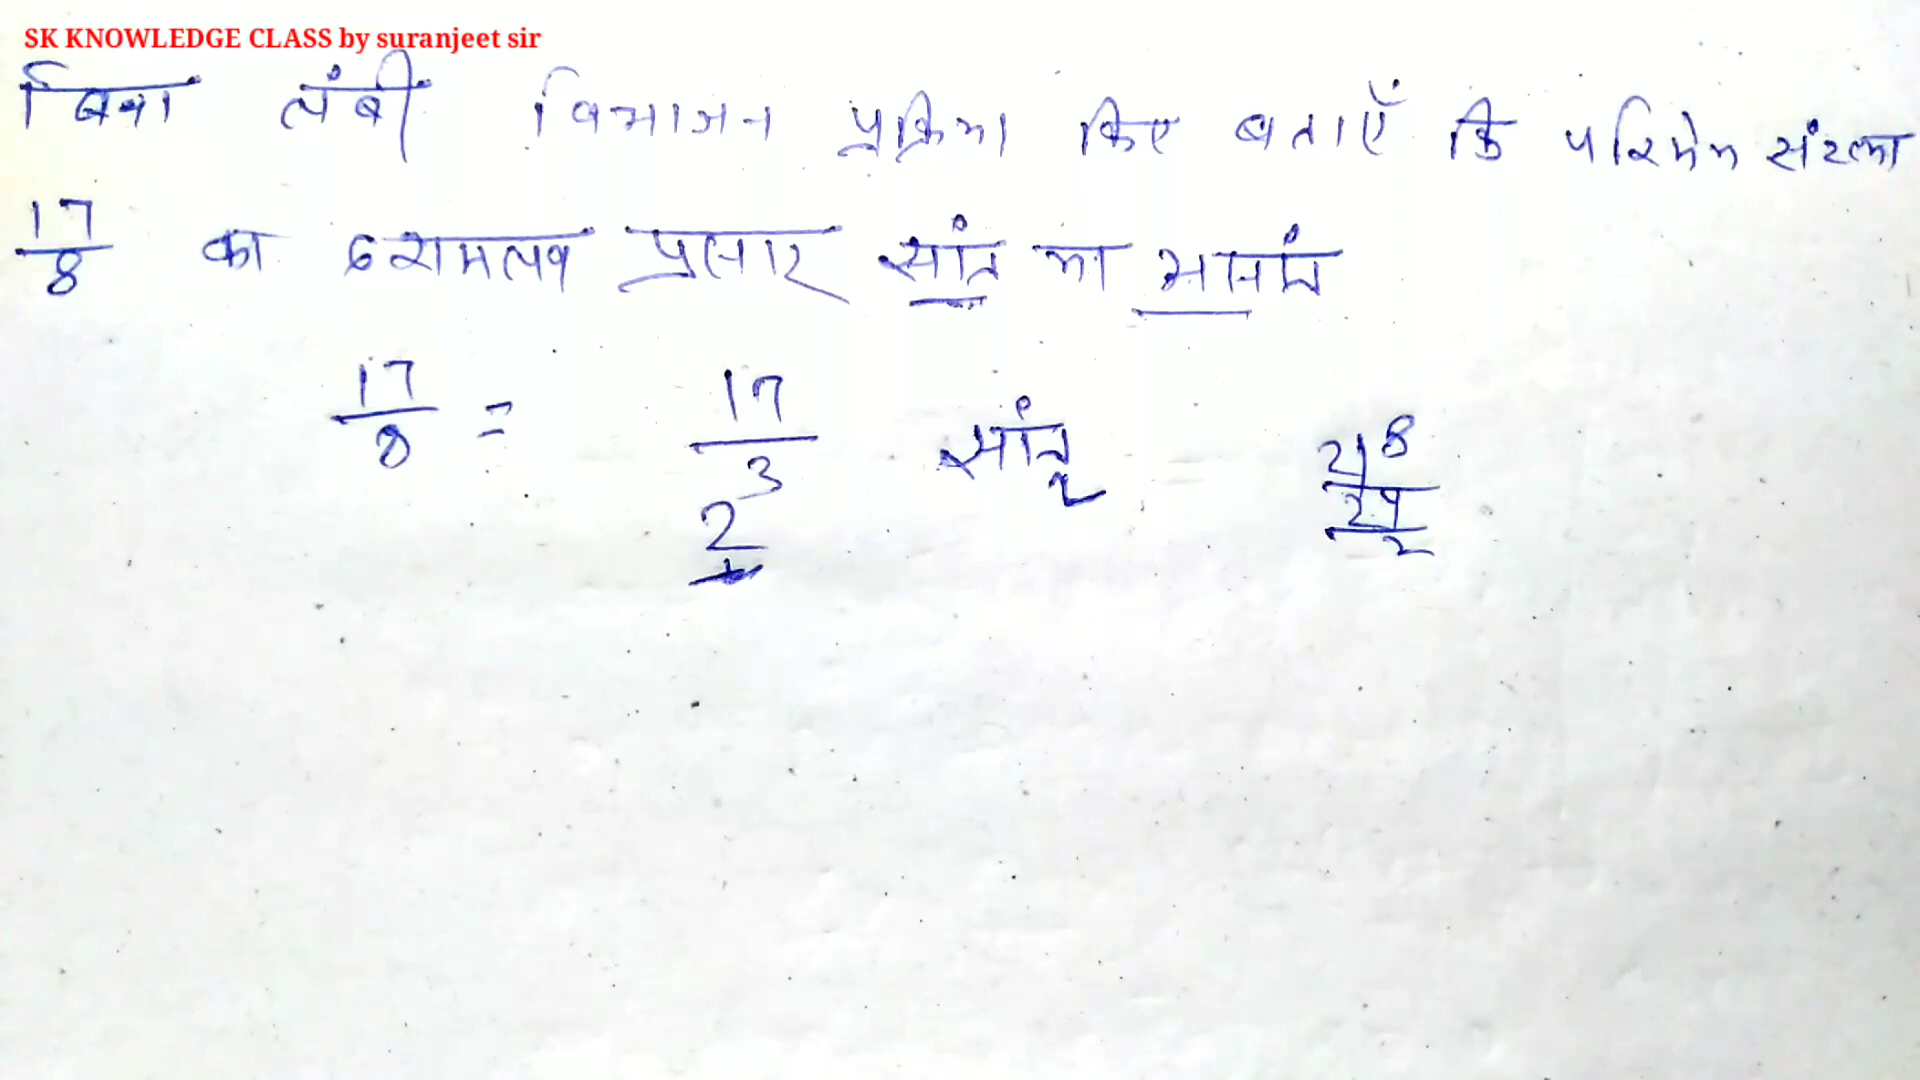 SK KNOWLEDGE CLASS by suranjeet sir
बिना लंबी विभाजन प्रक्रिया किए बताएँ कि परिमेय संख्या
17/8 का दशमलव प्रसार सांत या असांत
17/8 = 17/2³ सांत
2|8
2|4
2